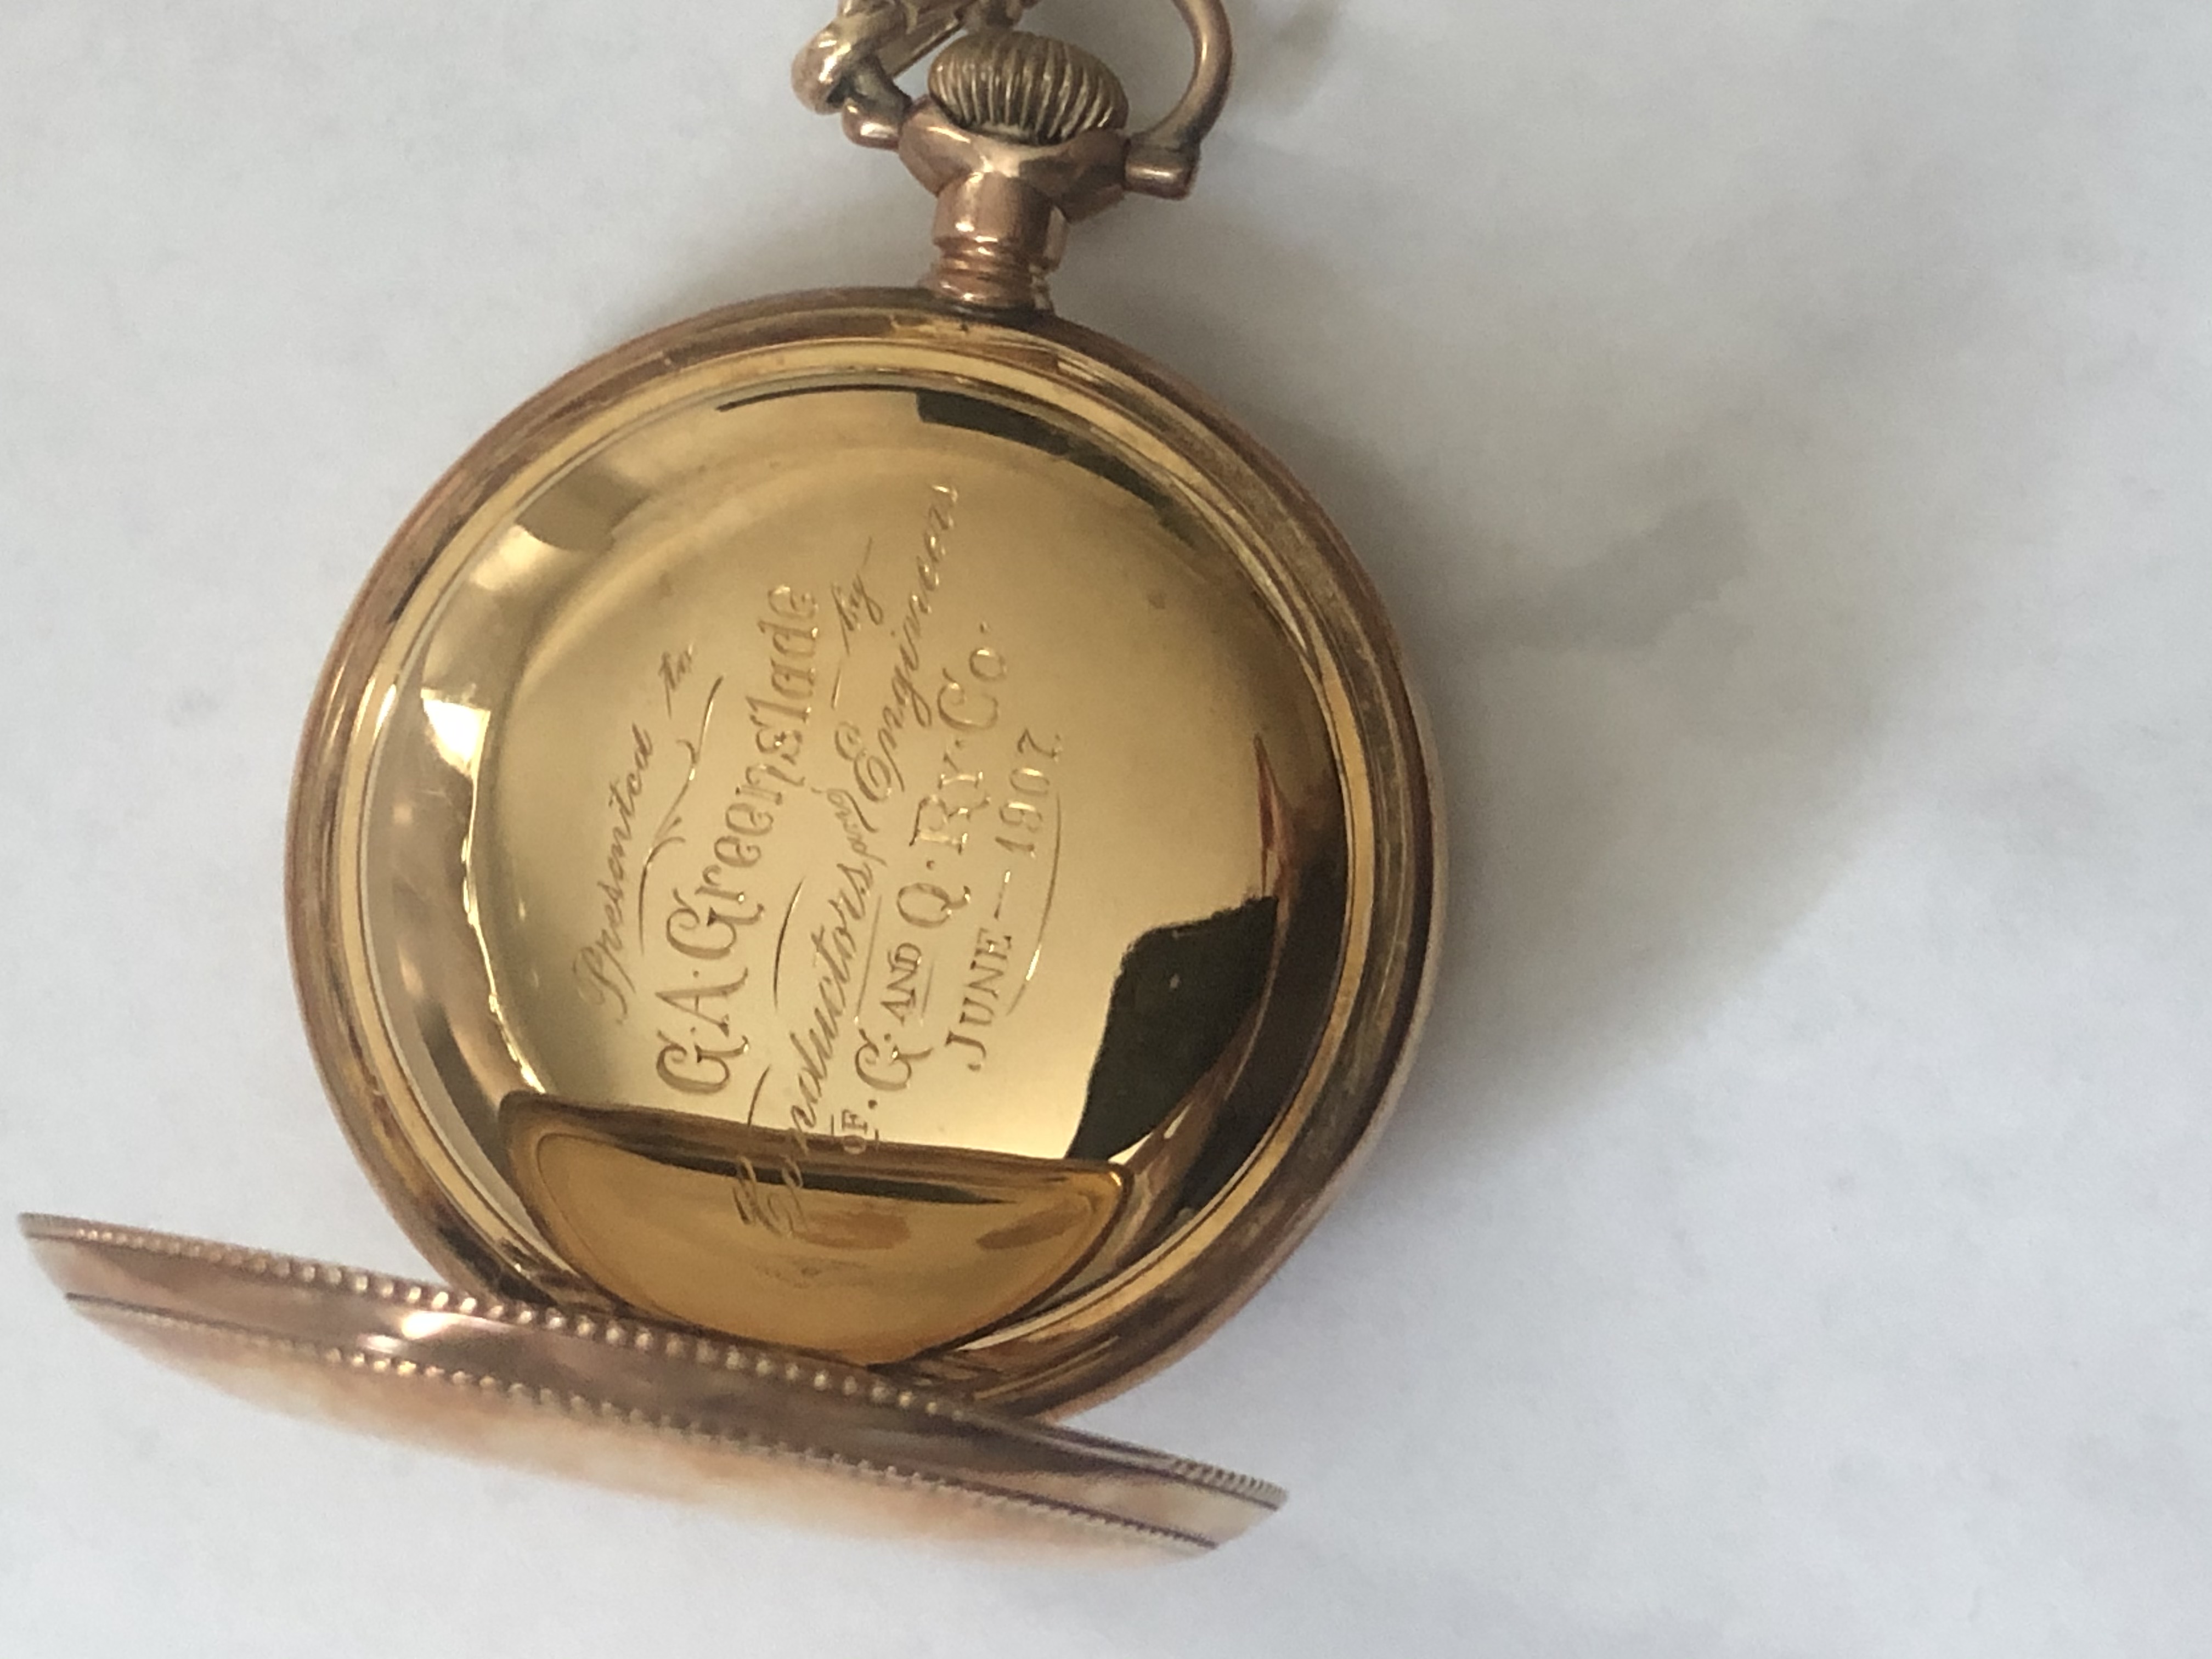 Presented to
G·A·Greenslade
by
Conductors and Engineers
OF·G·AND Q·RY·CO·
JUNE—1907.